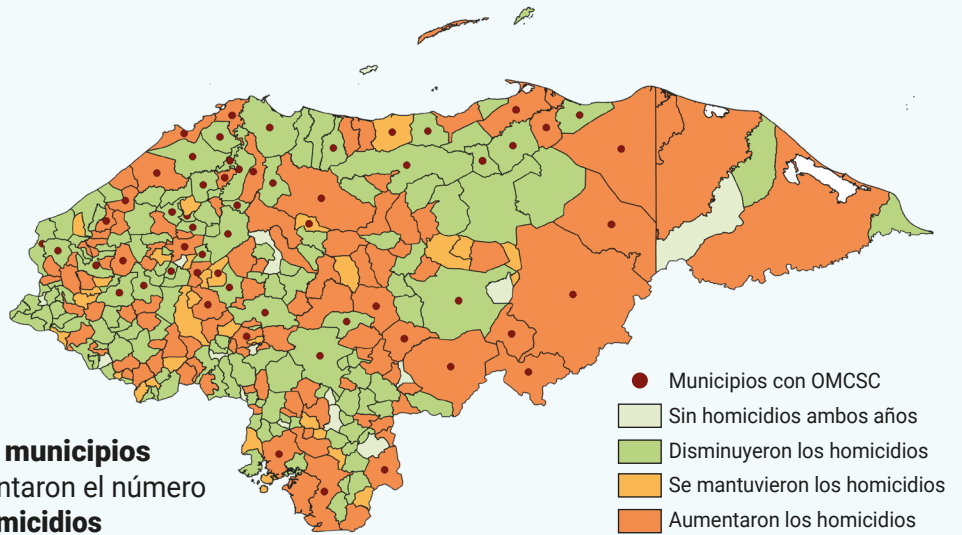 municipios
ntaron el número
micidios
Municipios con OMCSC
Sin homicidios ambos años
Disminuyeron los homicidios
Se mantuvieron los homicidios
Aumentaron los homicidios